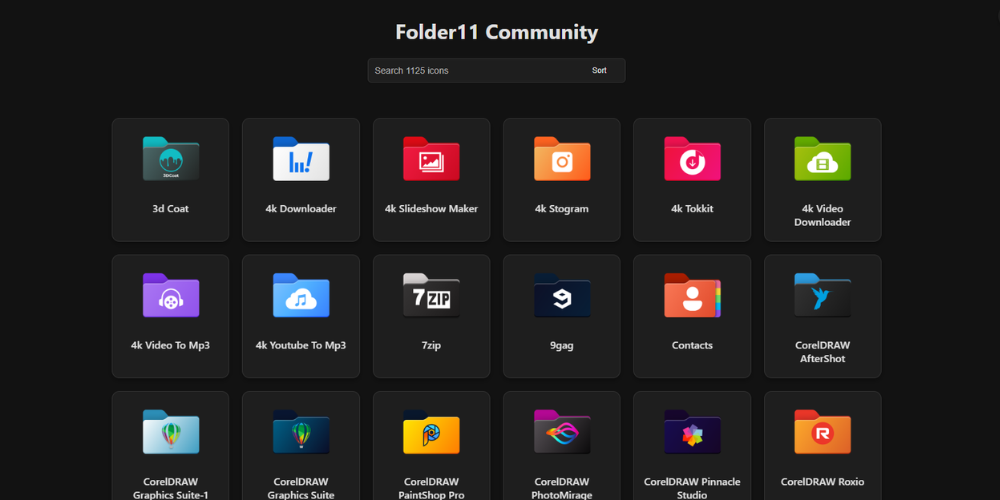 Folder11 Community
Search 1125 icons
Sort
3DCoat
3d Coat
4k Downloader
4k Slideshow Maker
4k Stogram
4k Tokkit
4k Video
Downloader
4k Video To Mp3
4k Youtube To Mp3
7 ZIP
7zip
9gag
Contacts
CorelDRAW
AfterShot
CorelDRAW
Graphics Suite-1
CorelDRAW
Graphics Suite
CorelDRAW
PaintShop Pro
CorelDRAW
PhotoMirage
CorelDRAW Pinnacle
Studio
R
CorelDRAW Roxio